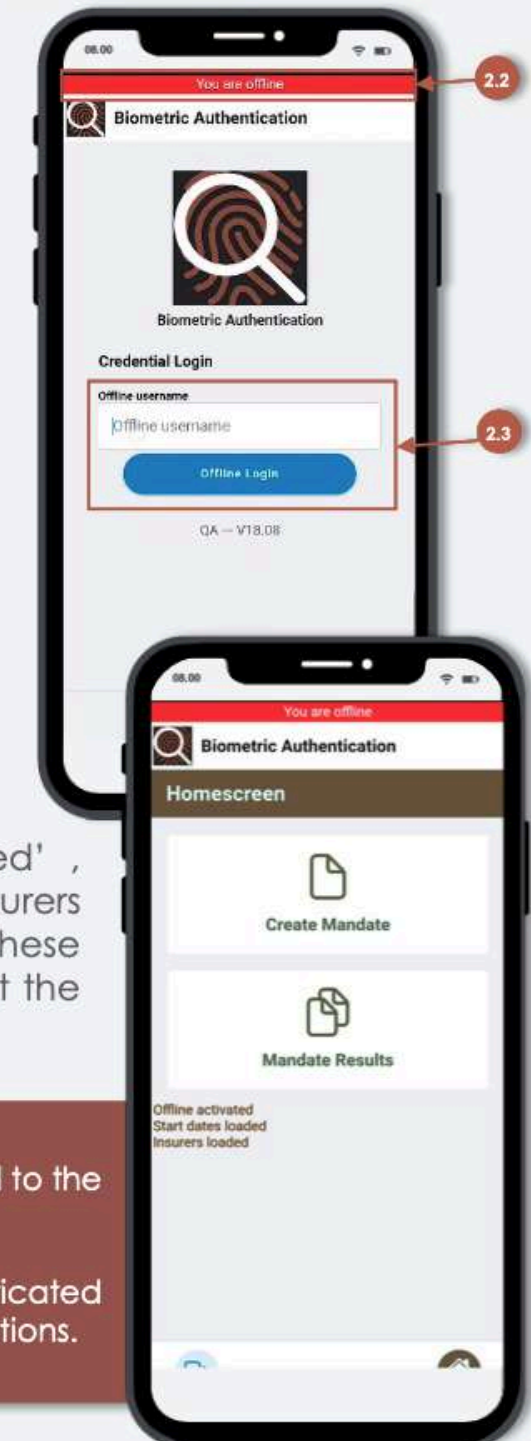 08.00
You are offline
2.2
Biometric Authentication
Biometric Authentication
Credential Login
Offline username
Offline username
2.3
Offline Login
QA — V18.08
08.00
You are offline
Biometric Authentication
Homescreen
Create Mandate
Mandate Results
Offline activated
Start dates loaded
Insurers loaded
ed' ,
urers
hese
t the
to the
icated
tions.